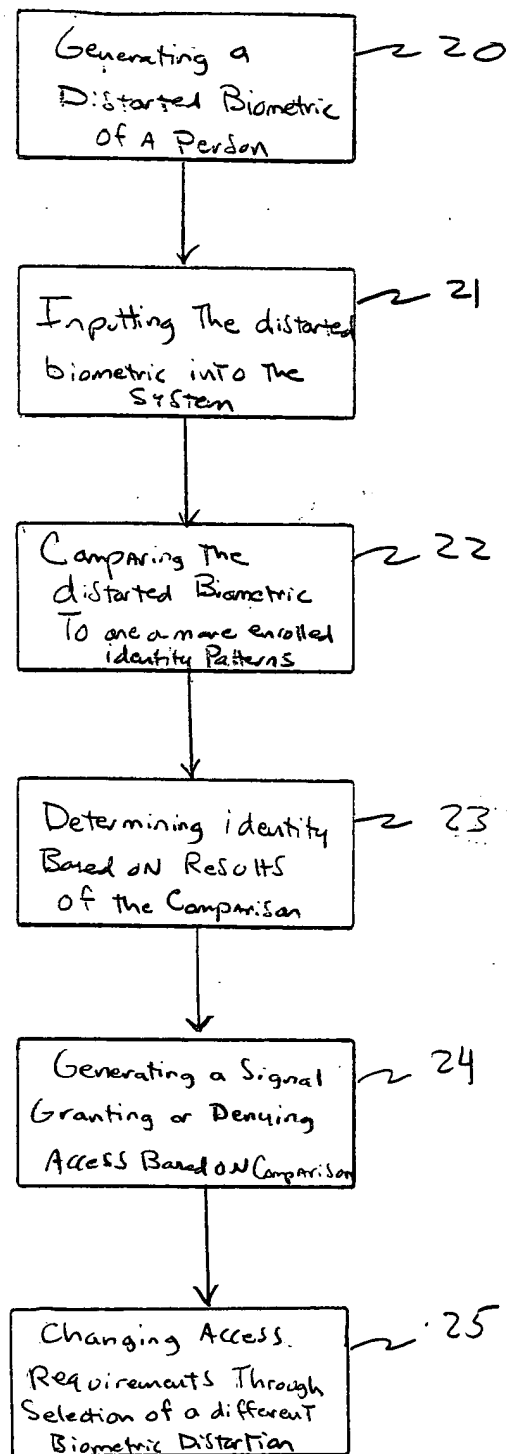 Generating a
Distorted Biometric
of A Person
20
Inputting The distorted
biometric into The
System
21
Comparing The
distorted Biometric
To one or more enrolled
identity Patterns
22
Determining identity
Based on Results
of the Comparison
23
Generating a Signal
Granting or Denying
Access Based on Comparison
24
Changing Access
Requirements Through
Selection of a different
Biometric Distortion
25